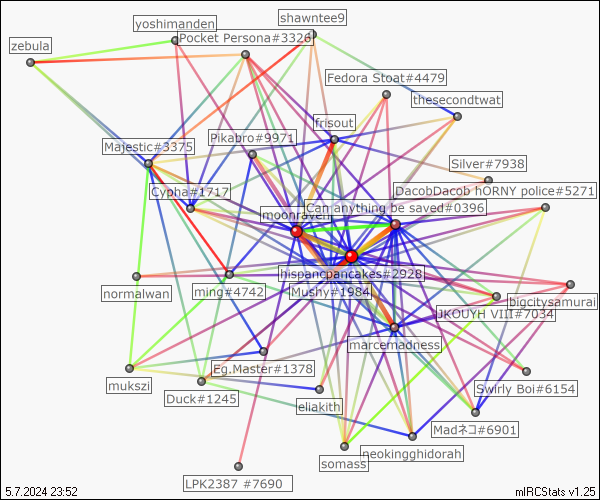 shawntee9
yoshimanden
Pocket Persona#3326
zebula
Fedora Stoat#4479
thesecondtwat
frisout
Pikabro#9971
Majestic#3375
Silver#7938
Cypha#1717
DacobDacob hORNY police#5271
Can anything be saved#0396
moonraven
hispangpancakes#2928
ming#4742
Mushy#1984
normalwan
bigcitysamurai
JKOUYH VIII#7034
marcemadness
Eg.Master#1378
mukszi
Swirly Boi#6154
Duck#1245
eliakith
Madネコ#6901
neokingghidorah
somass
LPK2387 #7690
5.7.2024 23:52
mIRCStats v1.25